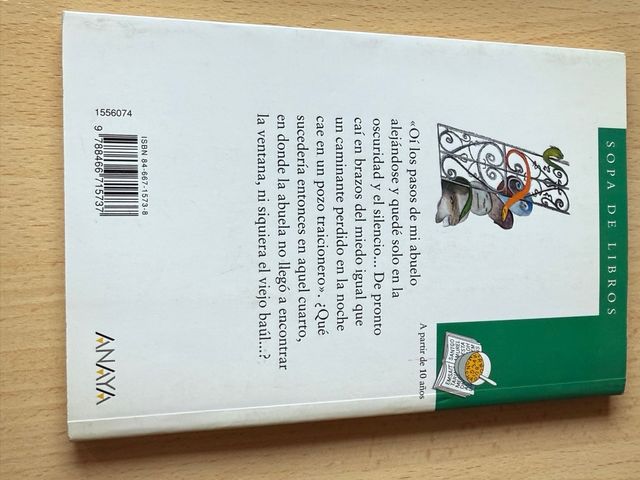 SOPA DE LIBROS
A partir de 10 años
«Oí los pasos de mi abuelo
alejándose y quedé solo en la
oscuridad y el silencio... De pronto
caí en brazos del miedo igual que
un caminante perdido en la noche
cae en un pozo traicionero». ¿Qué
sucedería entonces en aquel cuarto,
en donde la abuela no llegó a encontrar
la ventana, ni siquiera el viejo baúl...?
ISBN 84-667-1573-8
9 788466 715737
1556074
ANAYA